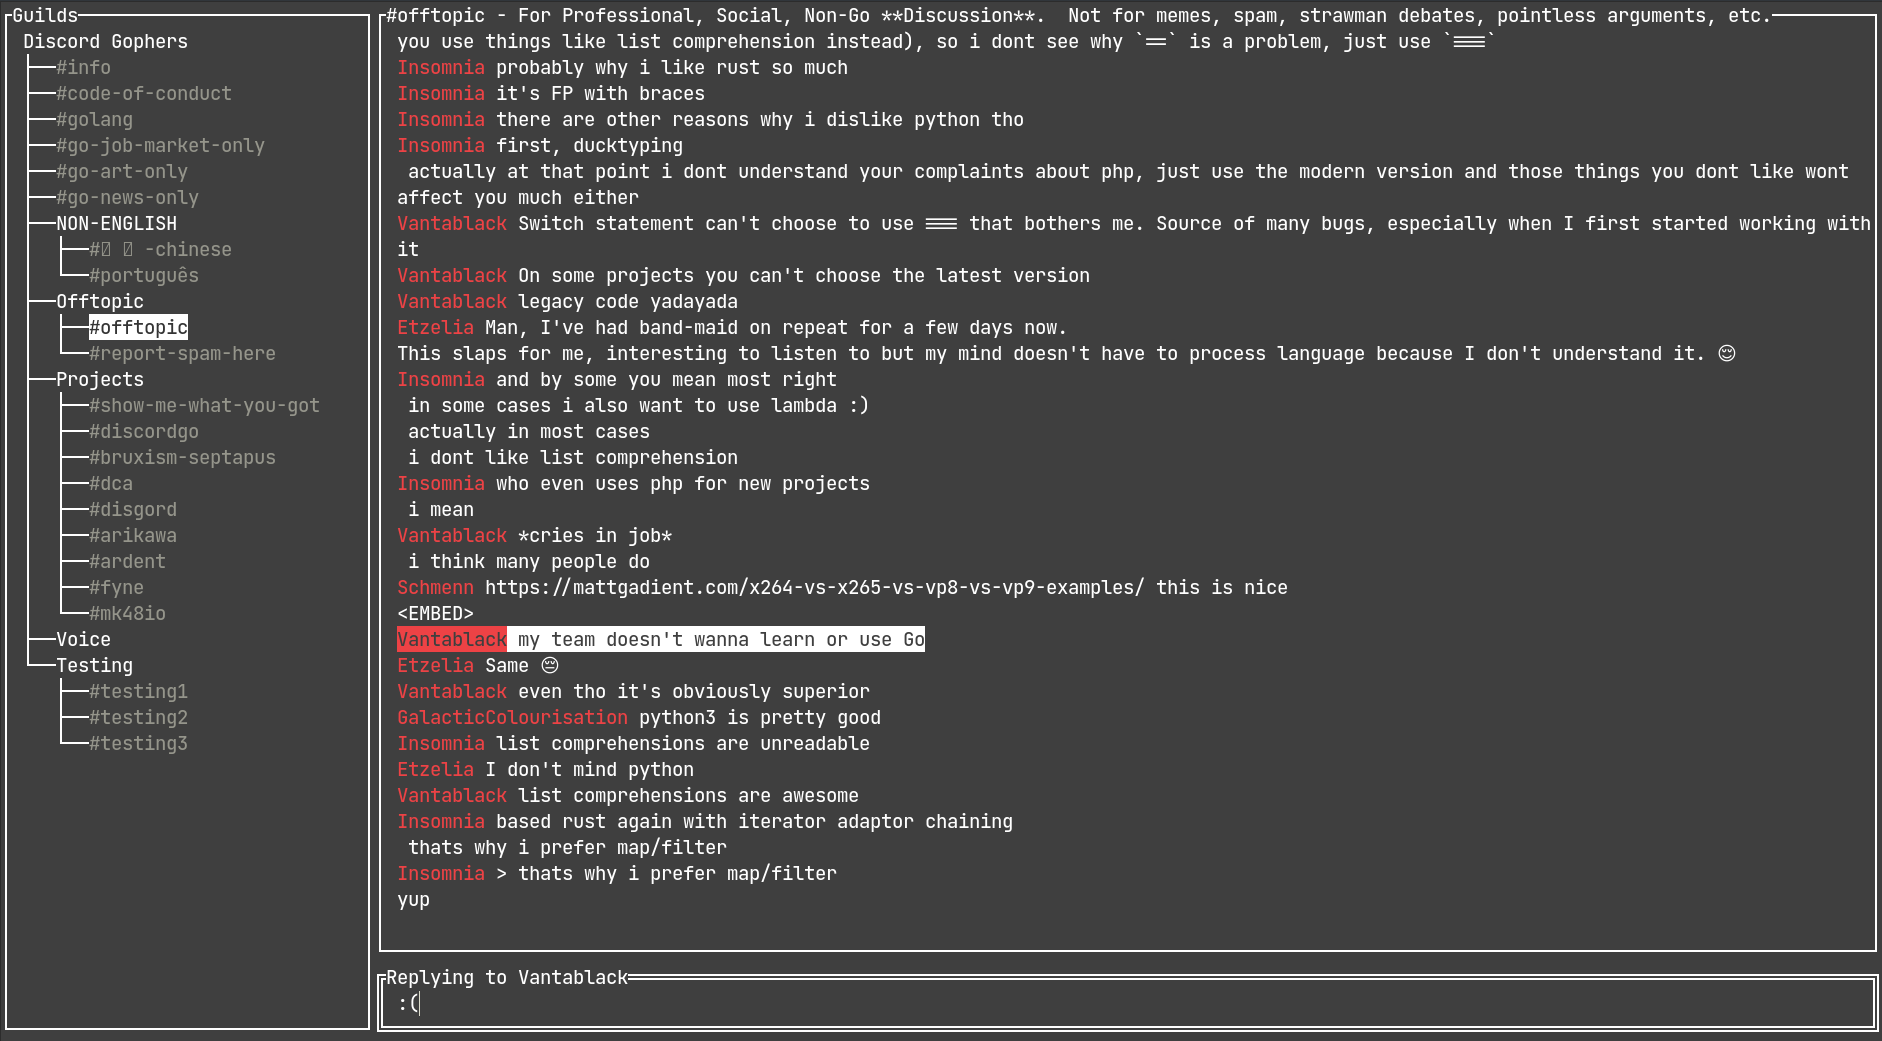 Guilds
Discord Gophers
#info
#code-of-conduct
#golang
#go-job-market-only
#go-art-only
#go-news-only
NON-ENGLISH
#-chinese
#português
Offtopic
#offtopic
#report-spam-here
Projects
#show-me-what-you-got
#discordgo
#bruxism-septapus
#dca
#disgord
#arikawa
#ardent
#fyne
#mk48io
Voice
Testing
#testing1
#testing2
#testing3
#offtopic - For Professional, Social, Non-Go **Discussion**.  Not for memes, spam, strawman debates, pointless arguments, etc.
you use things like list comprehension instead), so i dont see why `==` is a problem, just use `===`
Insomnia probably why i like rust so much
Insomnia it's FP with braces
Insomnia there are other reasons why i dislike python tho
Insomnia first, ducktyping
actually at that point i dont understand your complaints about php, just use the modern version and those things you dont like wont
affect you much either
Vantablack Switch statement can't choose to use === that bothers me. Source of many bugs, especially when I first started working with
it
Vantablack On some projects you can't choose the latest version
Vantablack legacy code yadayada
Etzelia Man, I've had band-maid on repeat for a few days now.
This slaps for me, interesting to listen to but my mind doesn't have to process language because I don't understand it. 😌
Insomnia and by some you mean most right
in some cases i also want to use lambda :)
actually in most cases
i dont like list comprehension
Insomnia who even uses php for new projects
i mean
Vantablack *cries in job*
i think many people do
Schmenn https://mattgadient.com/x264-vs-x265-vs-vp8-vs-vp9-examples/ this is nice
<EMBED>
Vantablack my team doesn't wanna learn or use Go
Etzelia Same 😔
Vantablack even tho it's obviously superior
GalacticColourisation python3 is pretty good
Insomnia list comprehensions are unreadable
Etzelia I don't mind python
Vantablack list comprehensions are awesome
Insomnia based rust again with iterator adaptor chaining
thats why i prefer map/filter
Insomnia > thats why i prefer map/filter
yup
Replying to Vantablack
:(